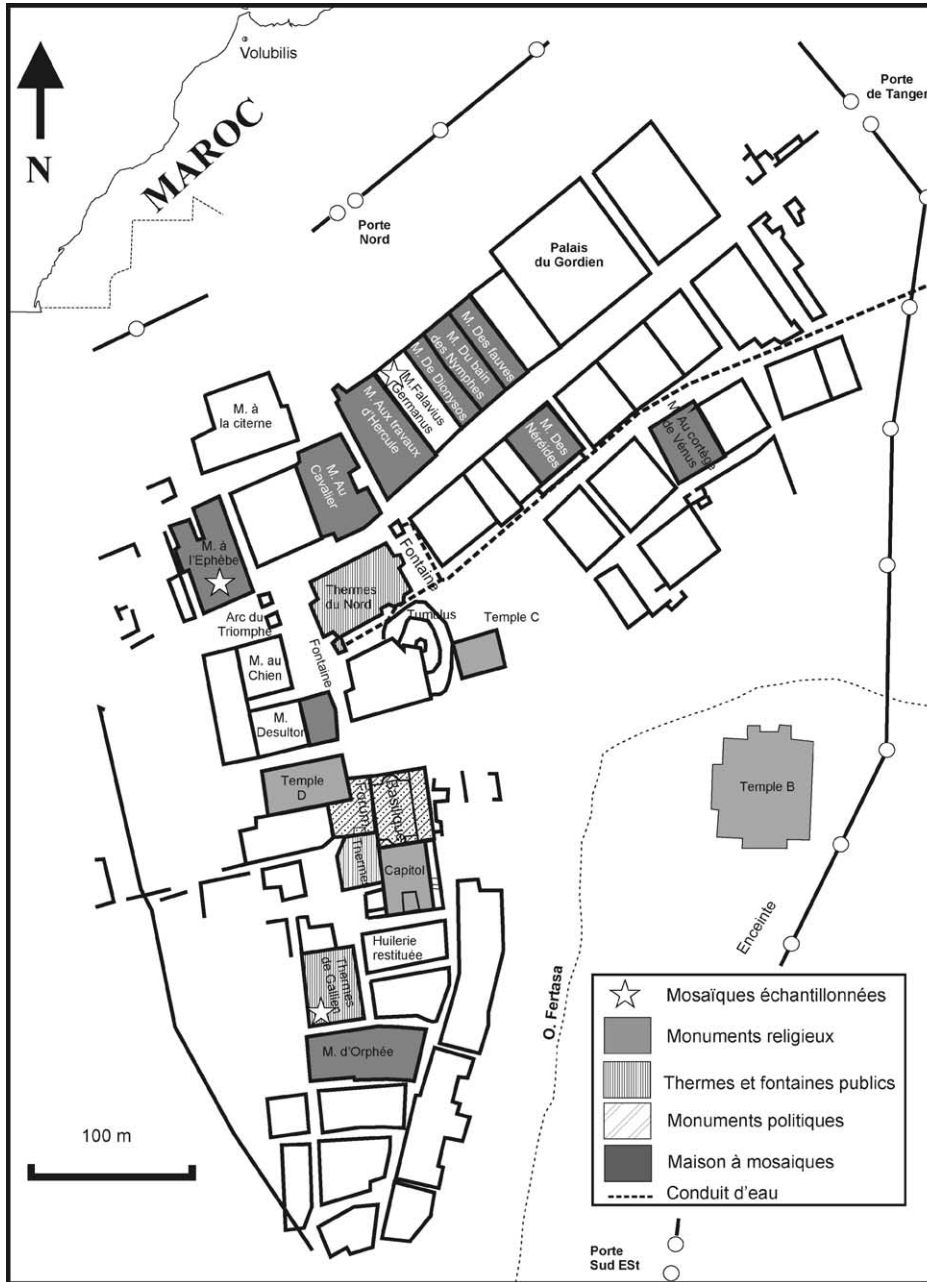 Volubilis
MAROC
N
Porte
de Tanger
Porte
Nord
Palais
du Gordien
M. Des fauves
M. Du bain
des Nymphes
M. De Dionysos
M.Falavius
Germanus
M. Aux travaux
d'Hercule
M. à
la citerne
M. Au
Cavalier
M. Des
Néréides
M. Au cortège
de Vénus
M. à
l'Ephèbe
Fontaine
Thermes
du Nord
Arc du
Triomphe
Tumulus
Temple C
Fontaine
M. au
Chien
M.
Desultor
Temple
D
Forum
Basilique
Temple B
Therme
Capitol
Enceinte
Huilerie
restituée
Thermes
de Gallien
O. Fertasa
M. d'Orphée
100 m
Mosaïques échantillonnées
Monuments religieux
Thermes et fontaines publics
Monuments politiques
Maison à mosaiques
Conduit d'eau
Porte
Sud ESt